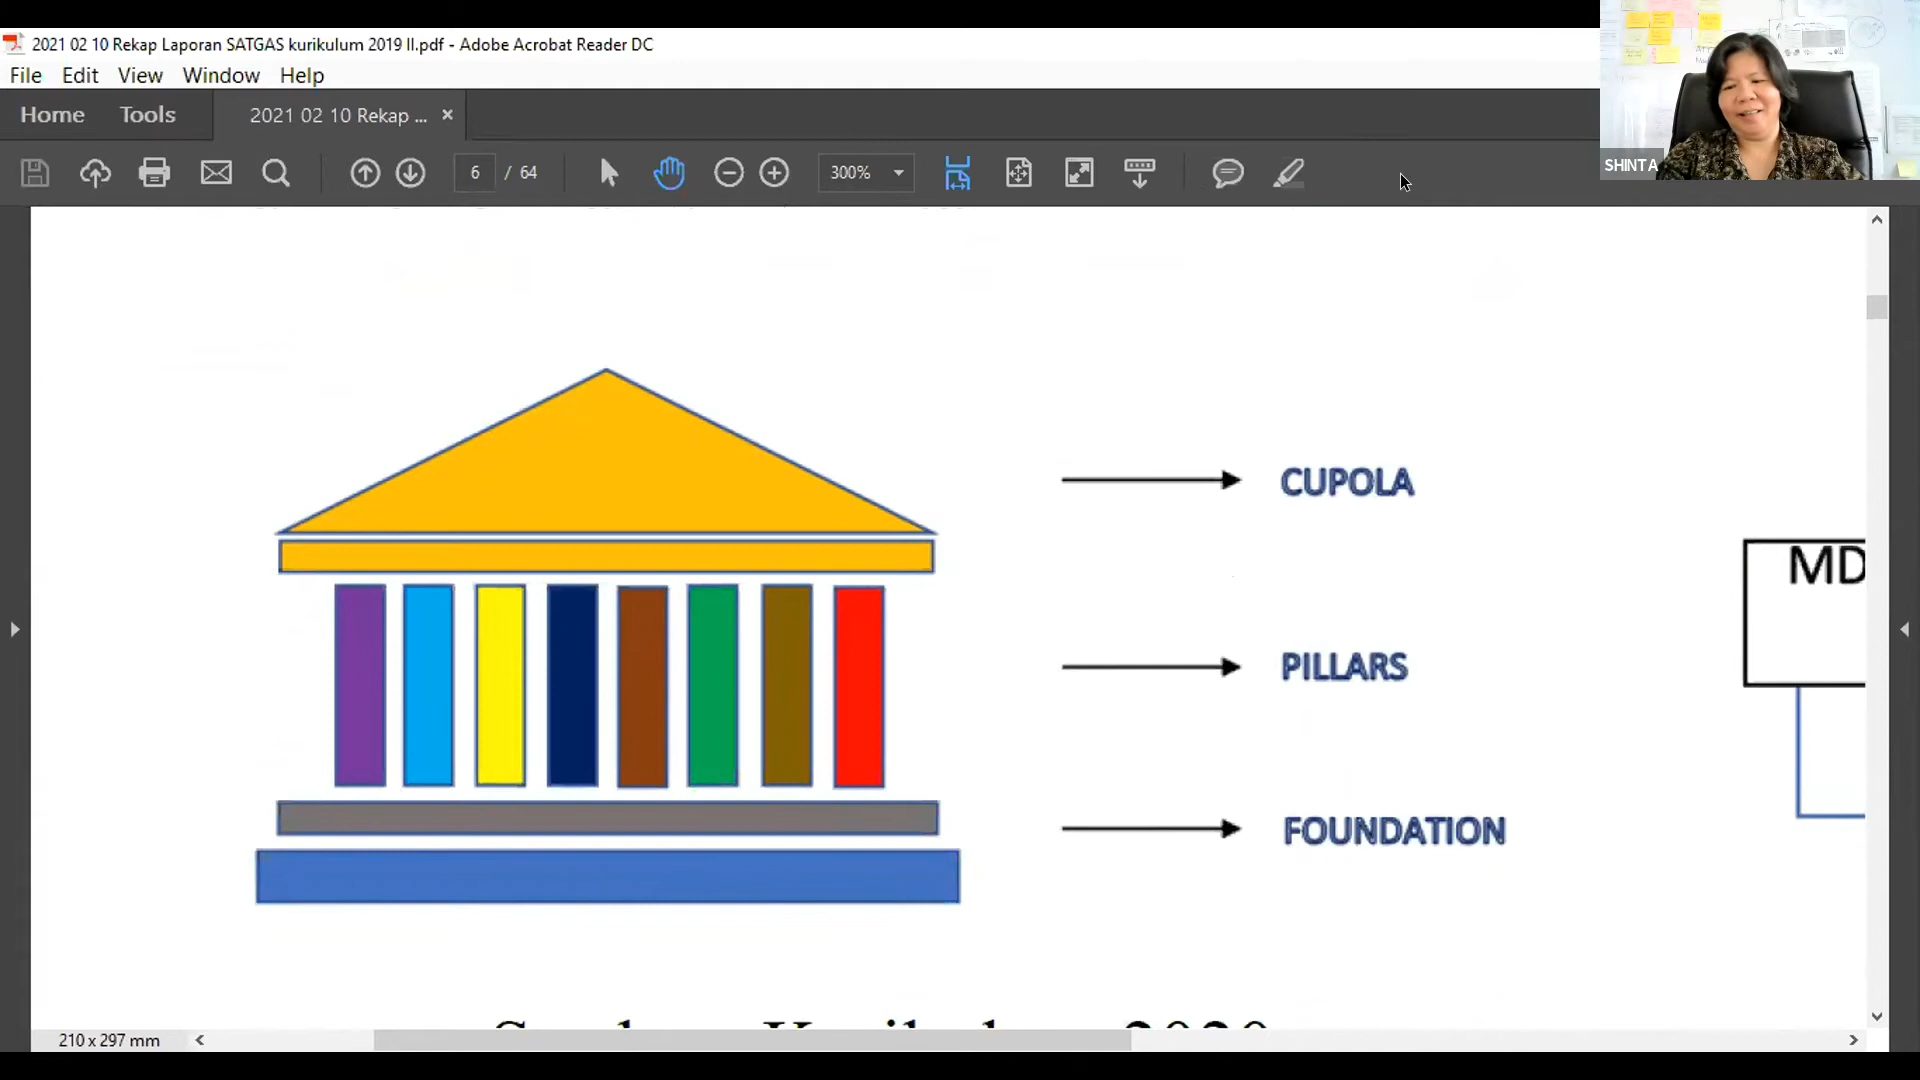 2021 02 10 Rekap Laporan SATGAS kurikulum 2019 II.pdf - Adobe Acrobat Reader DC
File Edit View Window Help
Home Tools 2021 02 10 Rekap ... ×
6 / 64 300%
SHINTA
CUPOLA
MD
PILLARS
FOUNDATION
2020
210 x 297 mm